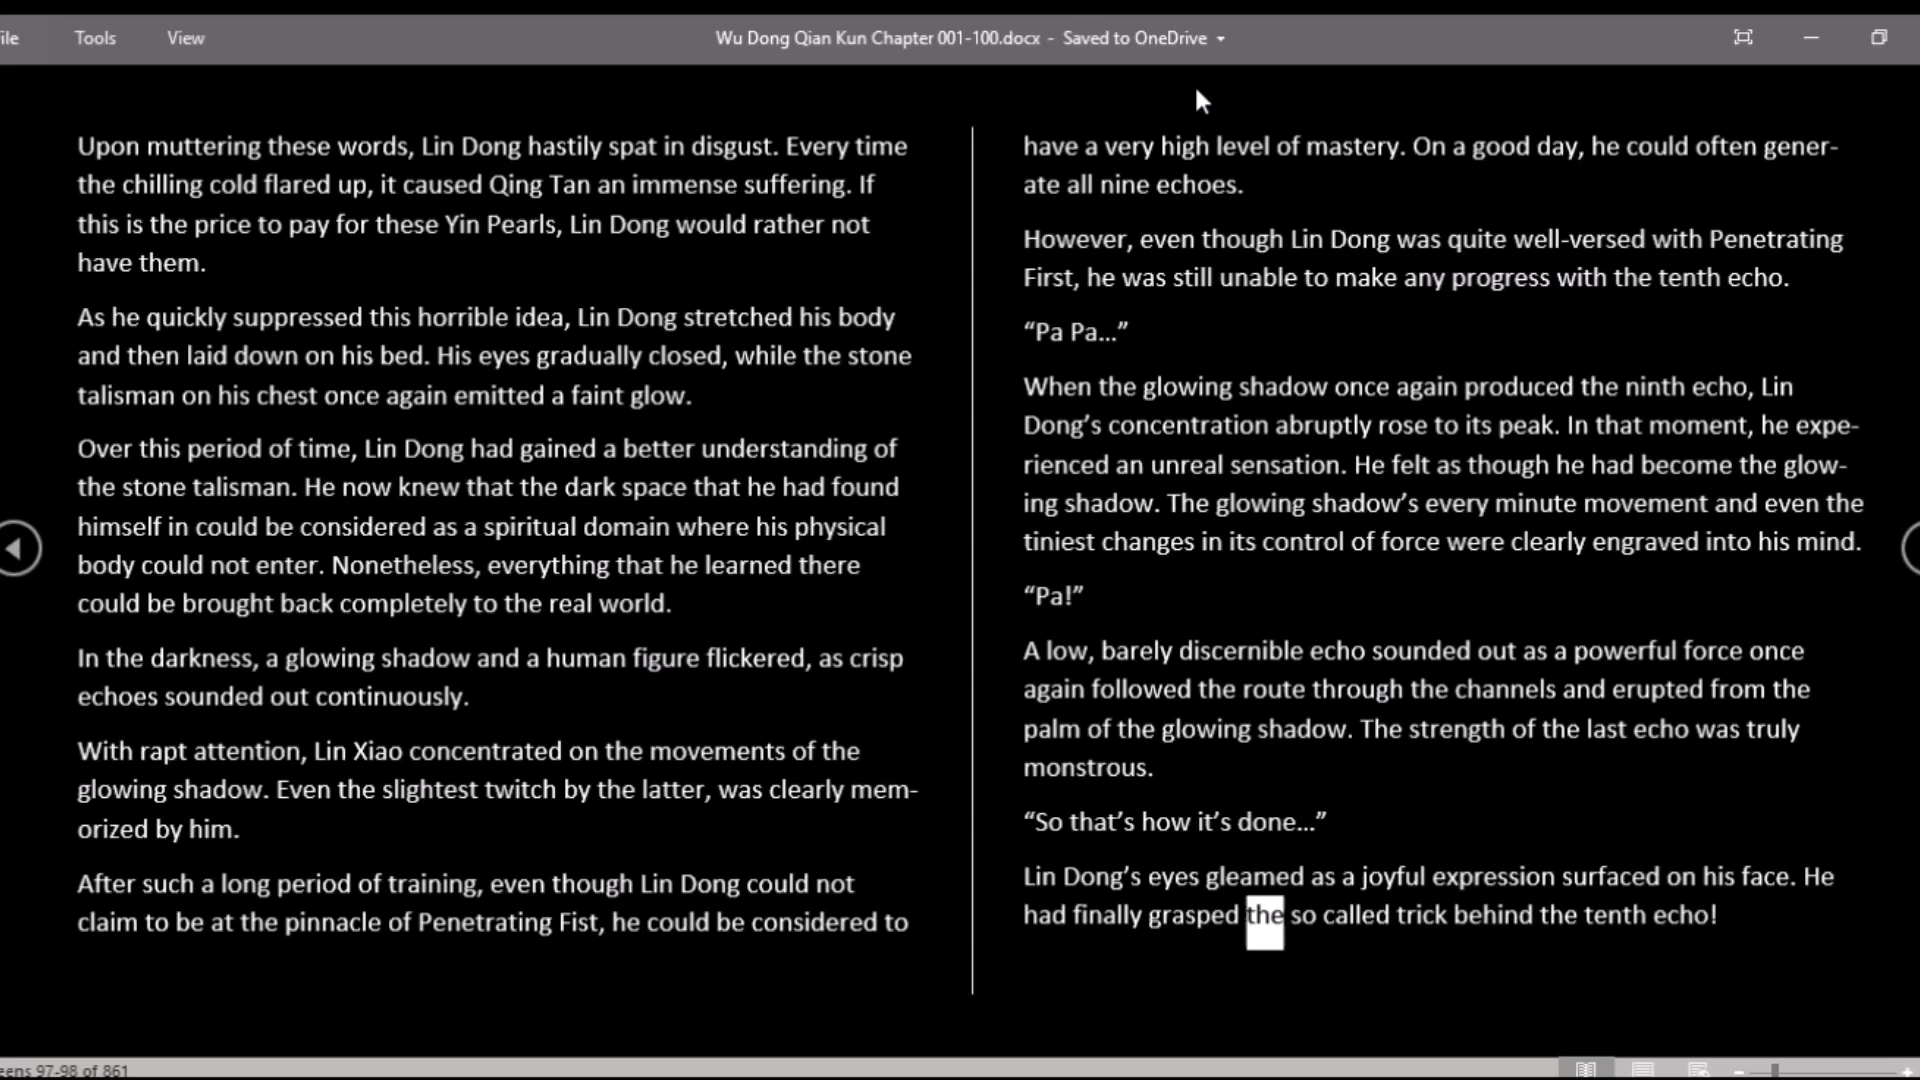 Tools View Wu Dong Qian Kun Chapter 001-100.docx - Saved to OneDrive
Upon muttering these words, Lin Dong hastily spat in disgust. Every time
the chilling cold flared up, it caused Qing Tan an immense suffering. If
this is the price to pay for these Yin Pearls, Lin Dong would rather not
have them.
As he quickly suppressed this horrible idea, Lin Dong stretched his body
and then laid down on his bed. His eyes gradually closed, while the stone
talisman on his chest once again emitted a faint glow.
Over this period of time, Lin Dong had gained a better understanding of
the stone talisman. He now knew that the dark space that he had found
himself in could be considered as a spiritual domain where his physical
body could not enter. Nonetheless, everything that he learned there
could be brought back completely to the real world.
In the darkness, a glowing shadow and a human figure flickered, as crisp
echoes sounded out continuously.
With rapt attention, Lin Xiao concentrated on the movements of the
glowing shadow. Even the slightest twitch by the latter, was clearly mem-
orized by him.
After such a long period of training, even though Lin Dong could not
claim to be at the pinnacle of Penetrating Fist, he could be considered to
have a very high level of mastery. On a good day, he could often gener-
ate all nine echoes.
However, even though Lin Dong was quite well-versed with Penetrating
First, he was still unable to make any progress with the tenth echo.
“Pa Pa…”
When the glowing shadow once again produced the ninth echo, Lin
Dong’s concentration abruptly rose to its peak. In that moment, he expe-
rienced an unreal sensation. He felt as though he had become the glow-
ing shadow. The glowing shadow’s every minute movement and even the
tiniest changes in its control of force were clearly engraved into his mind.
“Pa!”
A low, barely discernible echo sounded out as a powerful force once
again followed the route through the channels and erupted from the
palm of the glowing shadow. The strength of the last echo was truly
monstrous.
“So that’s how it’s done…”
Lin Dong’s eyes gleamed as a joyful expression surfaced on his face. He
had finally grasped the so called trick behind the tenth echo!
97-98 of 861